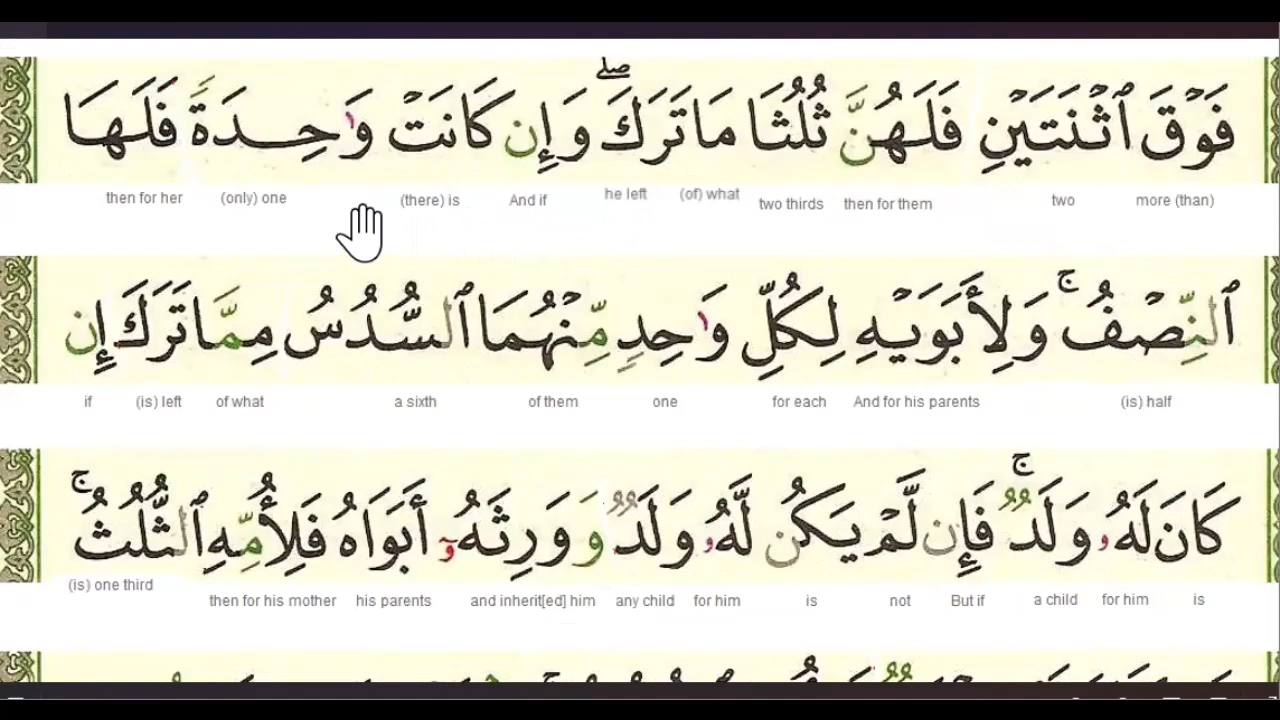 فَوْقَ ٱثْنَتَيْنِ فَلَهُنَّ ثُلُثَا مَا تَرَكَ ۖ وَإِن كَانَتْ وَٰحِدَةً فَلَهَا
then for her (only) one (there) is And if he left (of) what two thirds then for them two more (than)
ٱلنِّصْفُ ۚ وَلِأَبَوَيْهِ لِكُلِّ وَٰحِدٍ مِّنْهُمَا ٱلسُّدُسُ مِمَّا تَرَكَ إِن
if (is) left of what a sixth of them one for each And for his parents (is) half
كَانَ لَهُۥ وَلَدٌ ۚ فَإِن لَّمْ يَكُن لَّهُۥ وَلَدٌ وَوَرِثَهُۥٓ أَبَوَاهُ فَلِأُمِّهِ ٱلثُّلُثُ ۚ
(is) one third then for his mother his parents and inherit[ed] him any child for him is not But if a child for him is